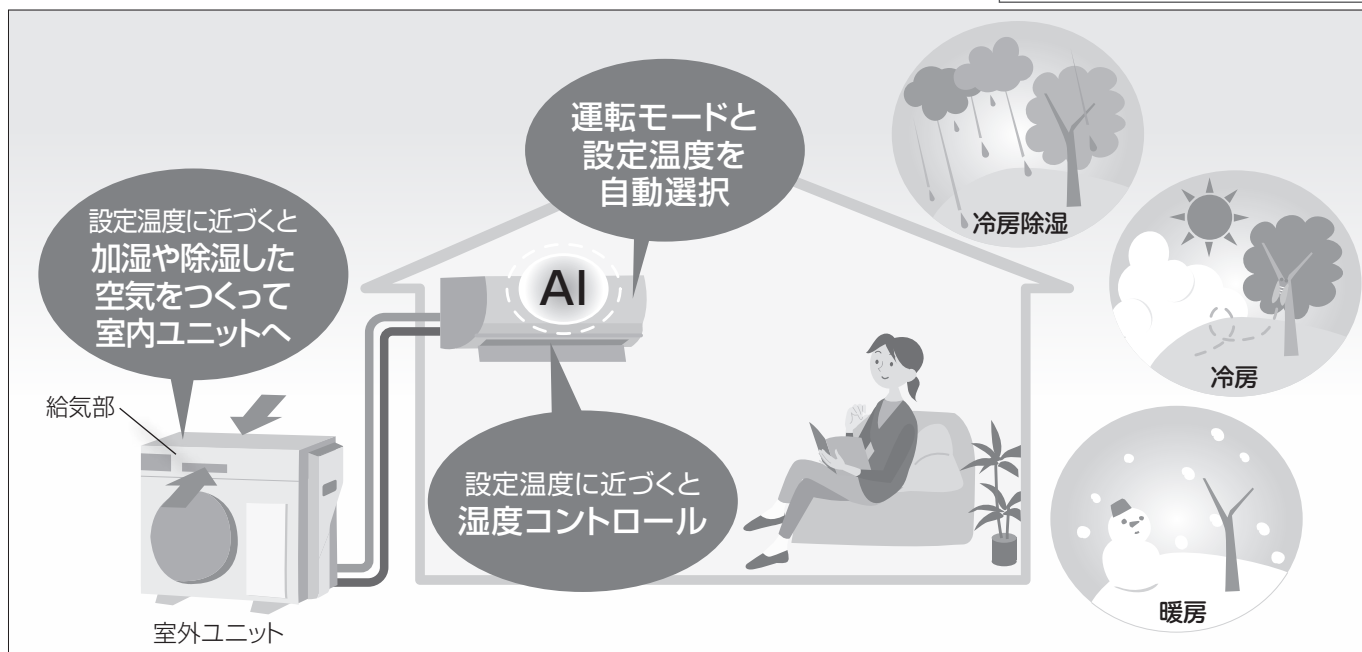 運転モードと
設定温度を
自動選択
設定温度に近づくと
加湿や除湿した
空気をつくって
室内ユニットへ
AI
給気部
設定温度に近づくと
湿度コントロール
室外ユニット
冷房除湿
冷房
暖房